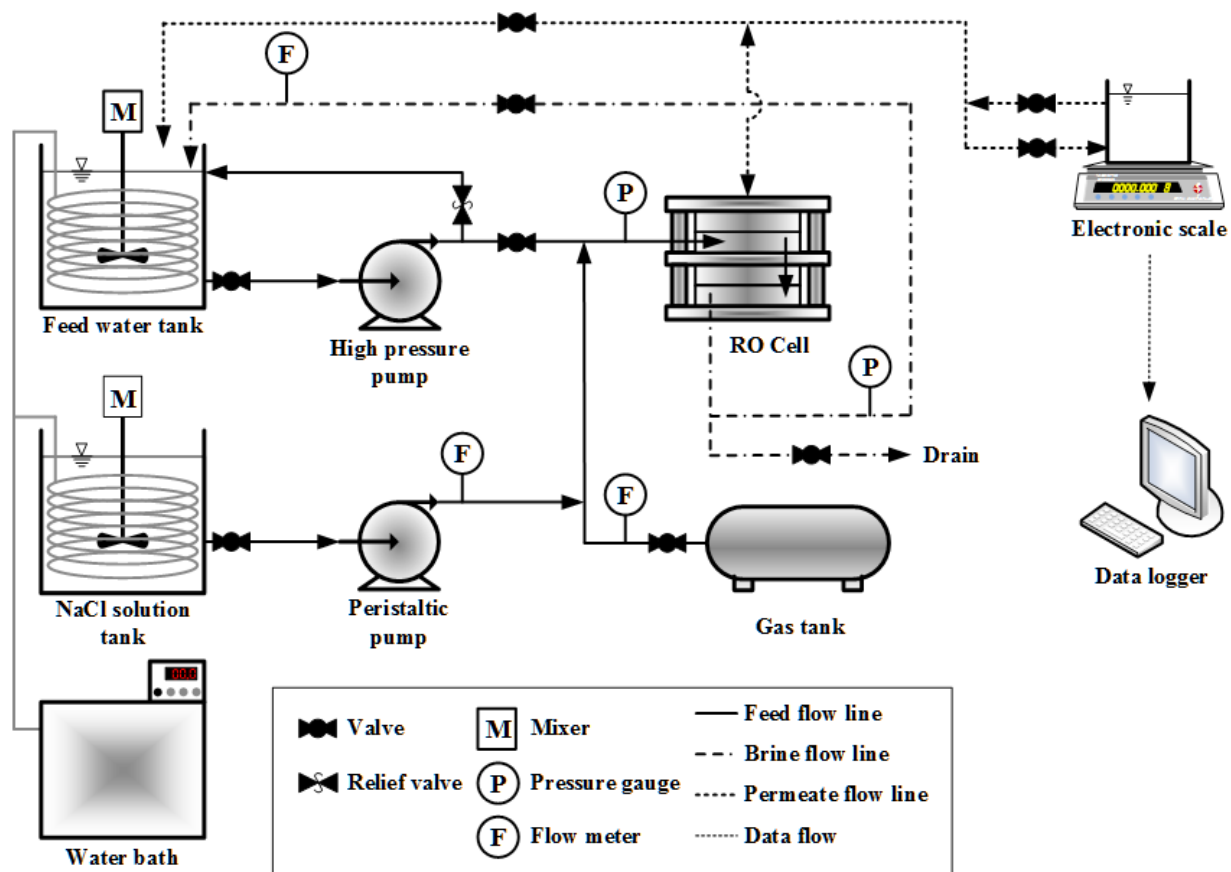 F
P
M
P
Electronic scale
Feed water tank
High pressure
pump
RO Cell
P
M
F
F
Drain
NaCl solution
tank
Peristaltic
pump
Gas tank
Data logger
Water bath
Valve
Relief valve
M
Mixer
P
Pressure gauge
F
Flow meter
Feed flow line
Brine flow line
Permeate flow line
Data flow